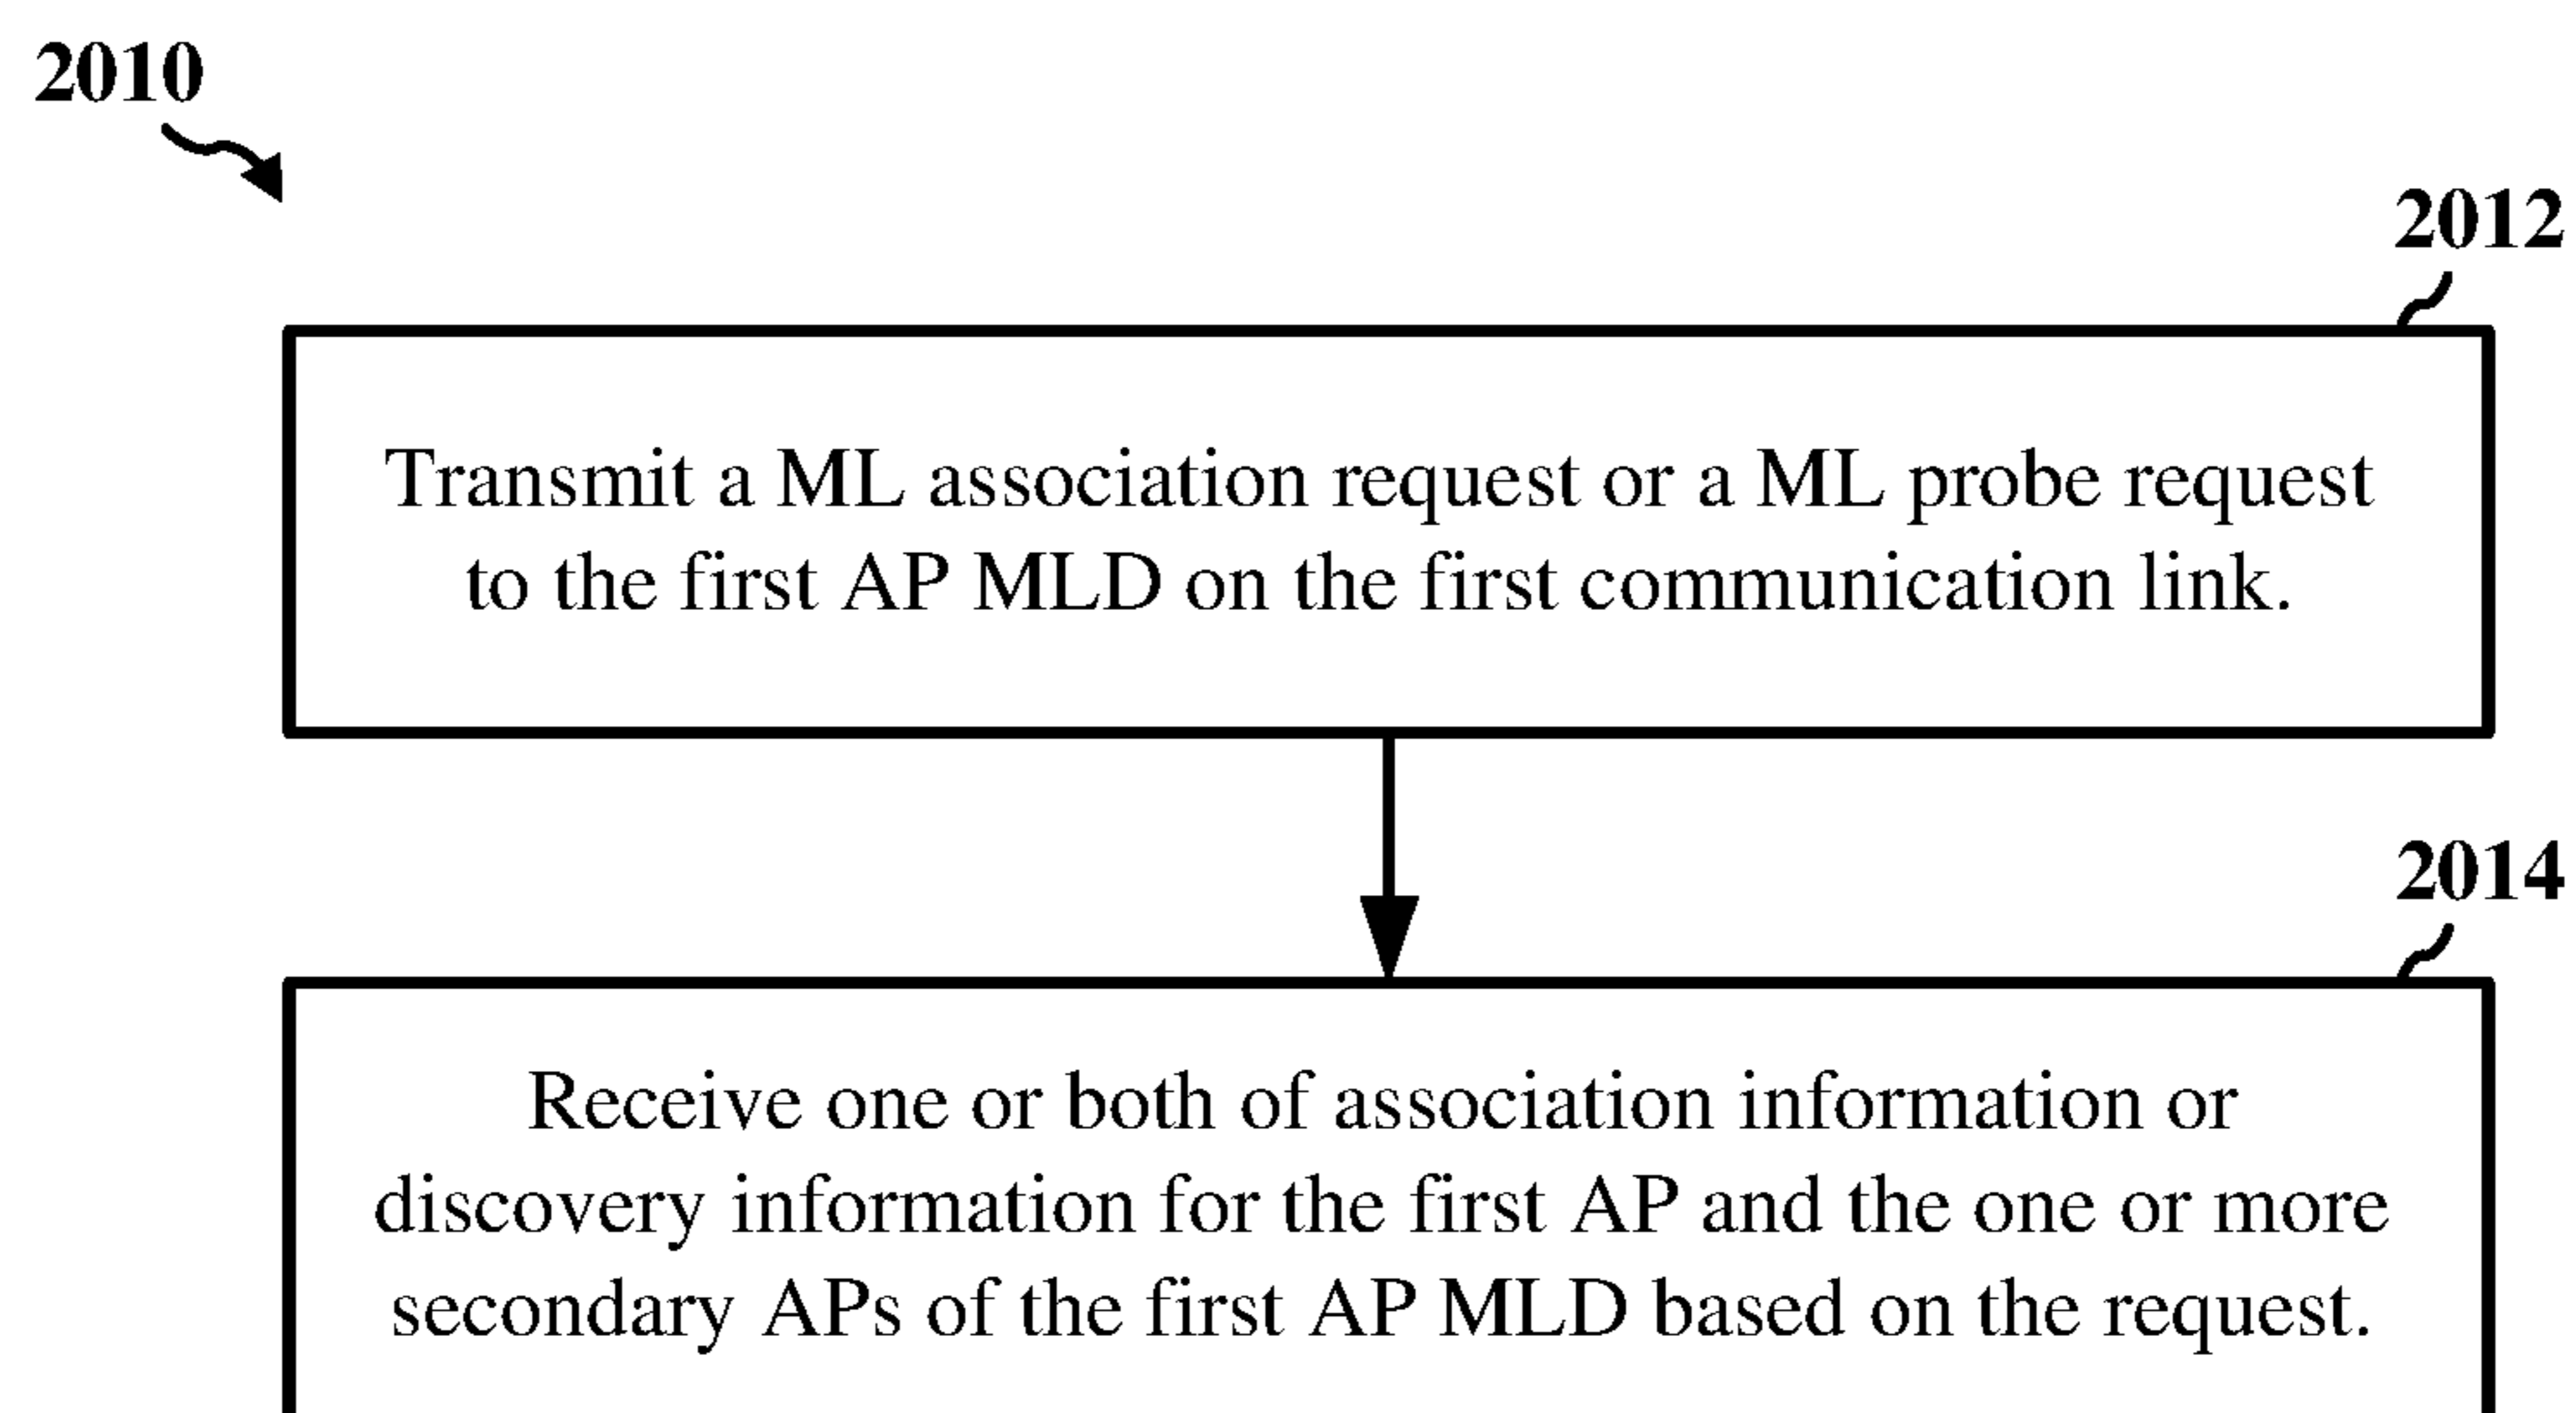 2010
2012
Transmit a ML association request or a ML probe request
to the first AP MLD on the first communication link.
2014
Receive one or both of association information or
discovery information for the first AP and the one or more
secondary APs of the first AP MLD based on the request.